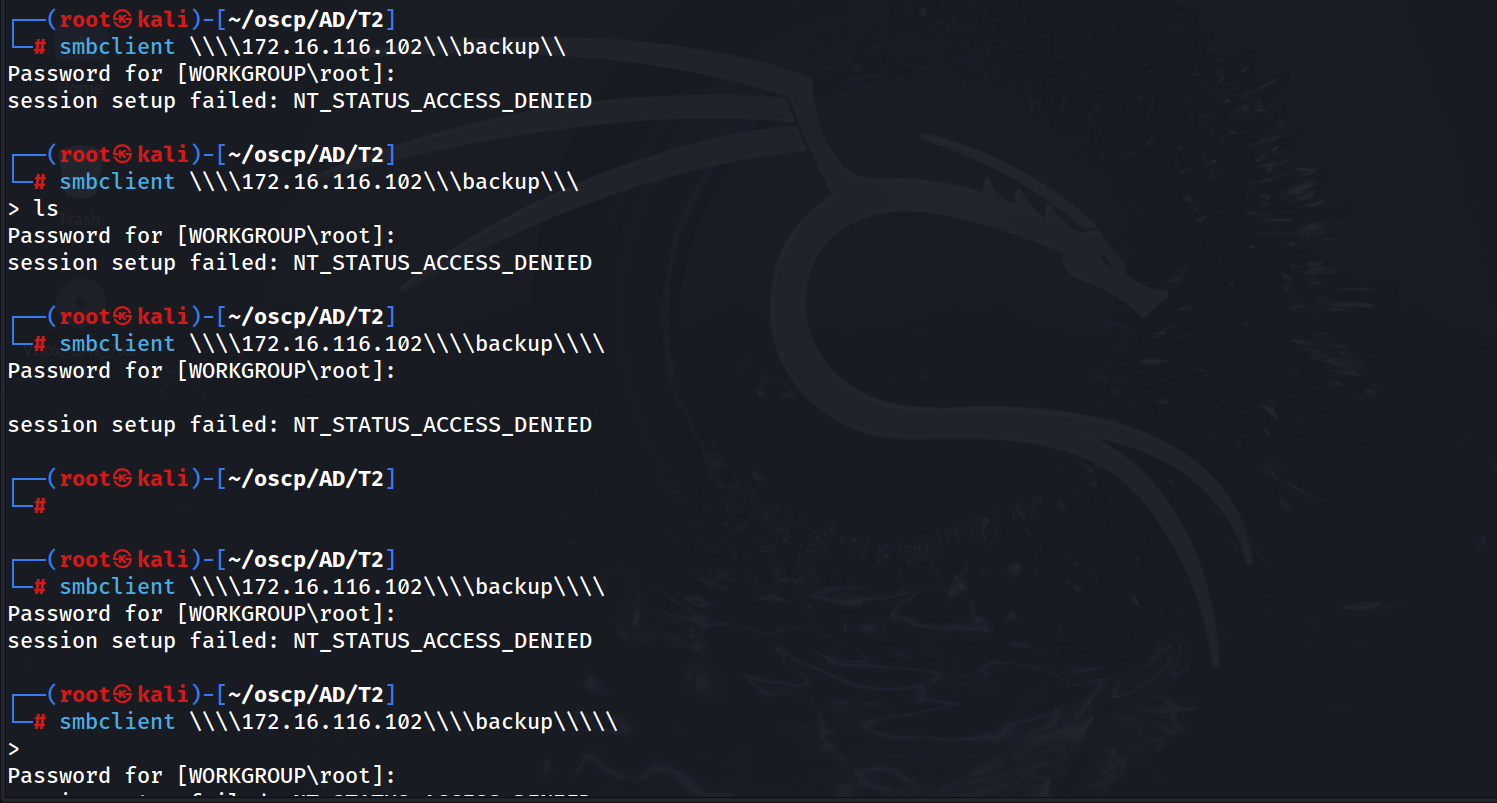 ┌──(root㉿kali)-[~/oscp/AD/T2]
└─# smbclient \\\\172.16.116.102\\\backup\\
Password for [WORKGROUP\root]:
session setup failed: NT_STATUS_ACCESS_DENIED
┌──(root㉿kali)-[~/oscp/AD/T2]
└─# smbclient \\\\172.16.116.102\\\backup\\\
> ls
Trash
Password for [WORKGROUP\root]:
session setup failed: NT_STATUS_ACCESS_DENIED
┌──(root㉿kali)-[~/oscp/AD/T2]
└─# smbclient \\\\172.16.116.102\\\\backup\\\\
Password for [WORKGROUP\root]:
session setup failed: NT_STATUS_ACCESS_DENIED
┌──(root㉿kali)-[~/oscp/AD/T2]
└─#
┌──(root㉿kali)-[~/oscp/AD/T2]
└─# smbclient \\\\172.16.116.102\\\\backup\\\\
Password for [WORKGROUP\root]:
session setup failed: NT_STATUS_ACCESS_DENIED
┌──(root㉿kali)-[~/oscp/AD/T2]
└─# smbclient \\\\172.16.116.102\\\\backup\\\\\
>
Password for [WORKGROUP\root]: